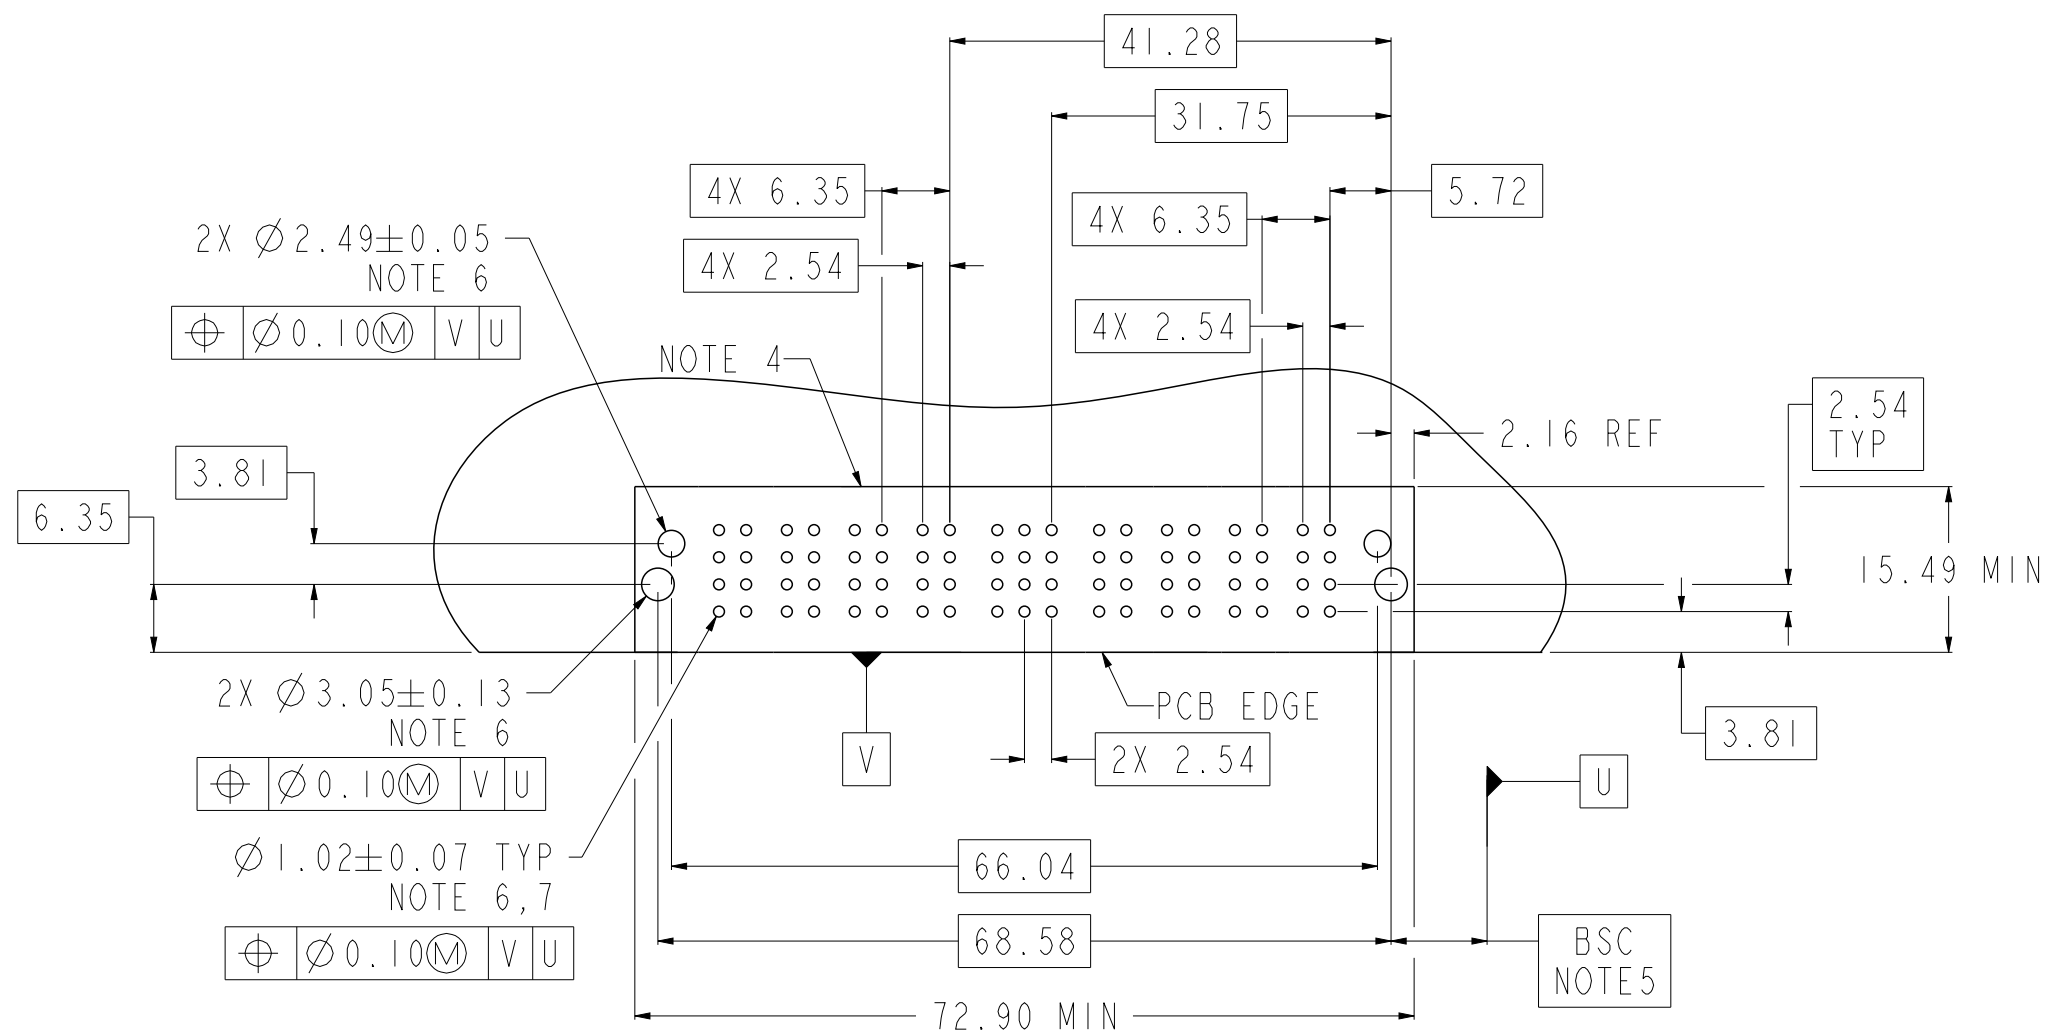 41.28
31.75
4X 6.35
5.72
4X 6.35
2X ⌀2.49±0.05
NOTE 6
4X 2.54
⌖ ⌀0.10Ⓜ V U
4X 2.54
NOTE 4
2.54
TYP
2.16 REF
3.81
6.35
15.49 MIN
2X ⌀3.05±0.13
NOTE 6
⌖ ⌀0.10Ⓜ V U
PCB EDGE
V
2X 2.54
3.81
U
⌀1.02±0.07 TYP
NOTE 6,7
⌖ ⌀0.10Ⓜ V U
66.04
68.58
BSC
NOTE5
72.90 MIN